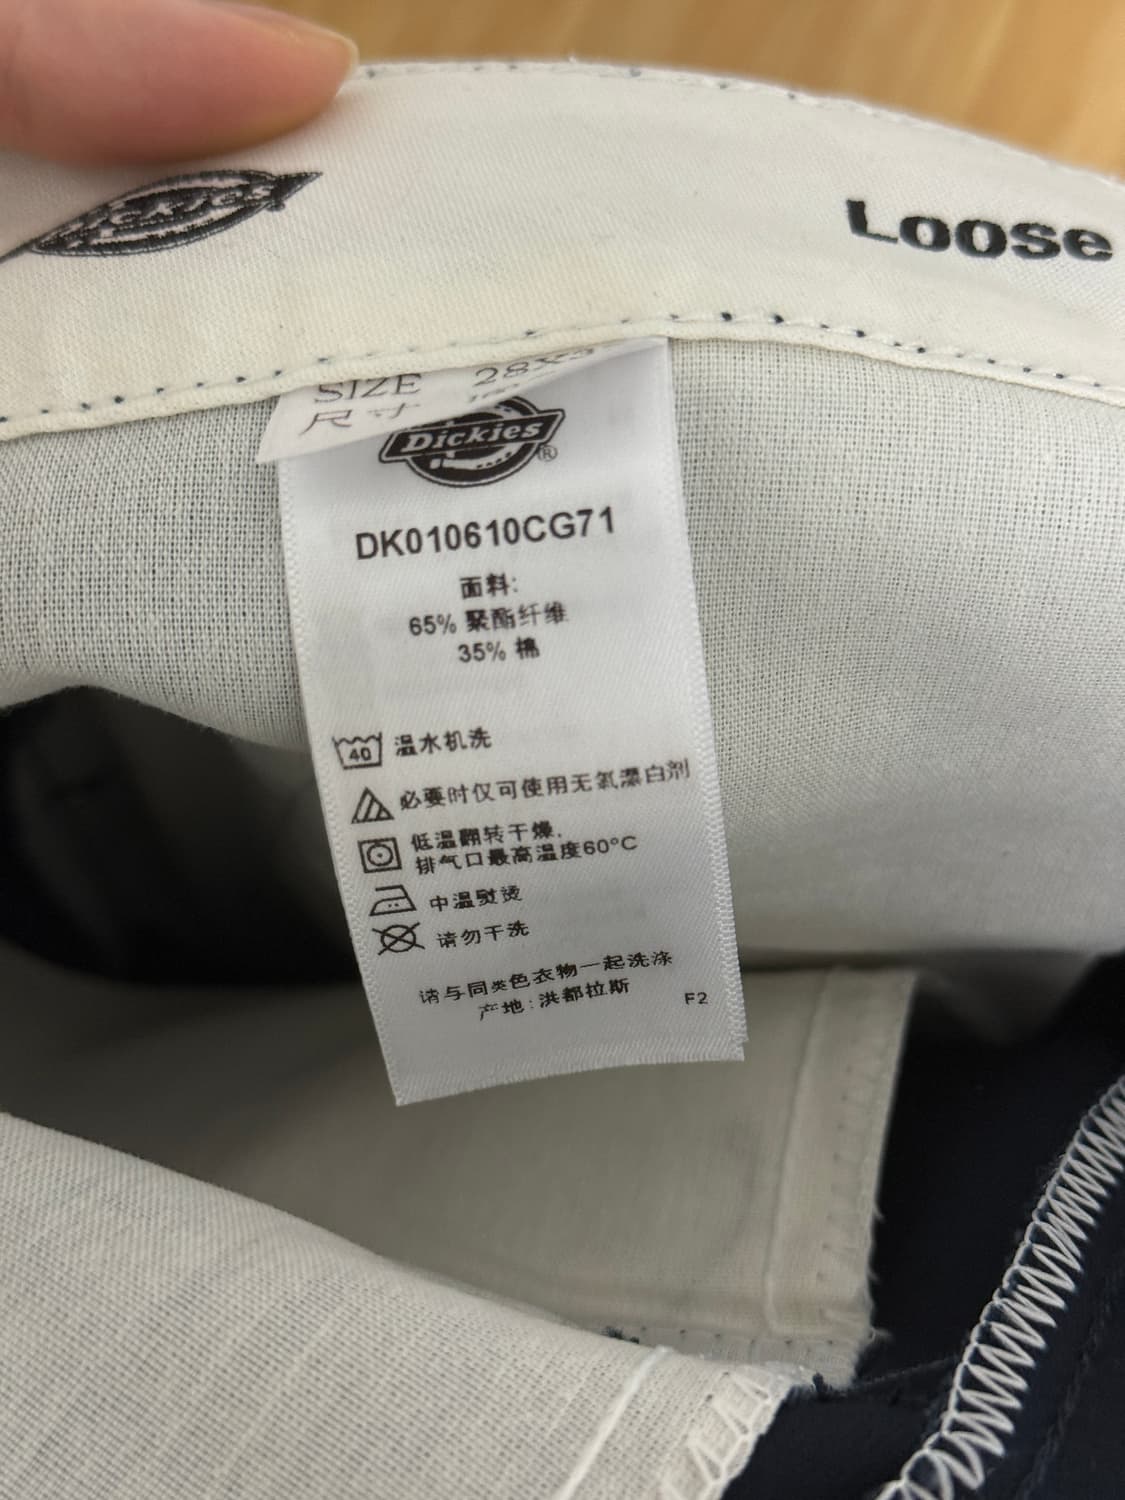 Dickies
Loose
SIZE 28X3
尺寸
Dickies®
DK010610CG71
面料:
65% 聚酯纤维
35% 棉
40 温水机洗
必要时仅可使用无氧漂白剂
低温翻转干燥,
排气口最高温度60°C
中温熨烫
请勿干洗
请与同类色衣物一起洗涤
产地:洪都拉斯
F2